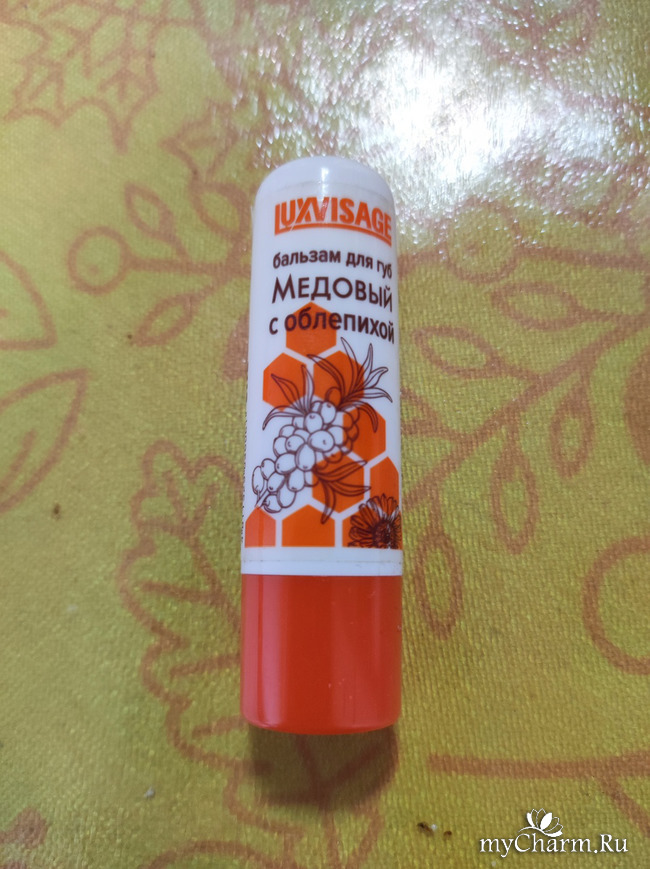 LUXVISAGE
бальзам для губ
МЕДОВЫЙ
с облепихой
myCharm.Ru